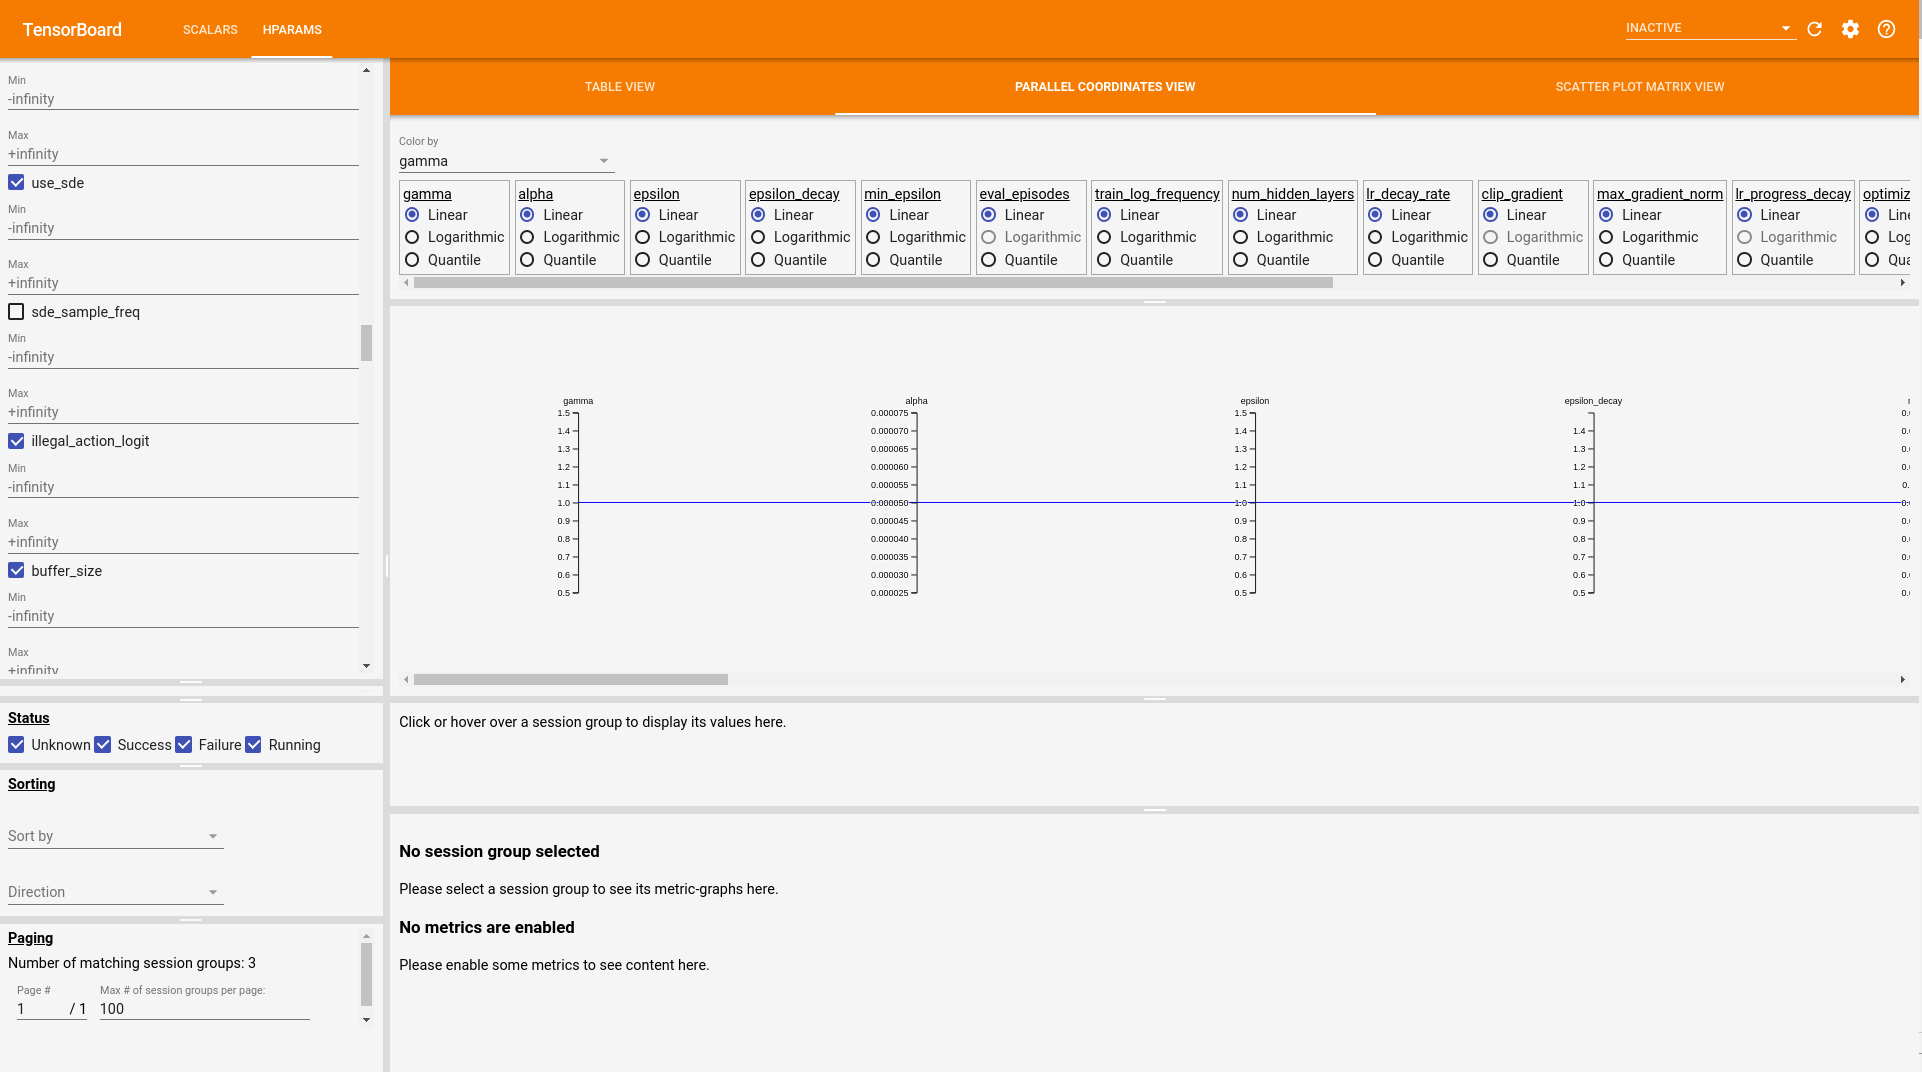 TensorBoard SCALARS HPARAMS INACTIVE
Min
-infinity
Max
+infinity
use_sde
Min
-infinity
Max
+infinity
sde_sample_freq
Min
-infinity
Max
+infinity
illegal_action_logit
Min
-infinity
Max
+infinity
buffer_size
Min
-infinity
Max
+infinity
Status
Unknown Success Failure Running
Sorting
Sort by
Direction
Paging
Number of matching session groups: 3
Page # Max # of session groups per page:
1 / 1 100
TABLE VIEW PARALLEL COORDINATES VIEW SCATTER PLOT MATRIX VIEW
Color by
gamma
gamma alpha epsilon epsilon_decay min_epsilon eval_episodes train_log_frequency num_hidden_layers lr_decay_rate clip_gradient max_gradient_norm lr_progress_decay optimiz
Linear Linear Linear Linear Linear Linear Linear Linear Linear Linear Linear Linear Line
Logarithmic Logarithmic Logarithmic Logarithmic Logarithmic Logarithmic Logarithmic Logarithmic Logarithmic Logarithmic Logarithmic Logarithmic Log
Quantile Quantile Quantile Quantile Quantile Quantile Quantile Quantile Quantile Quantile Quantile Quantile Qua
gamma alpha epsilon epsilon_decay
1.5 0.000075 1.5 0.
1.4 0.000070 1.4 1.4 0.
1.3 0.000065 1.3 1.3 0.
1.2 0.000060 1.2 1.2 0.
1.1 0.000055 1.1 1.1 0.
1.0 0.000050 1.0 1.0 0.
0.9 0.000045 0.9 0.9 0.
0.8 0.000040 0.8 0.8 0.
0.7 0.000035 0.7 0.7 0.
0.6 0.000030 0.6 0.6 0.
0.5 0.000025 0.5 0.5 0.
Click or hover over a session group to display its values here.
No session group selected
Please select a session group to see its metric-graphs here.
No metrics are enabled
Please enable some metrics to see content here.